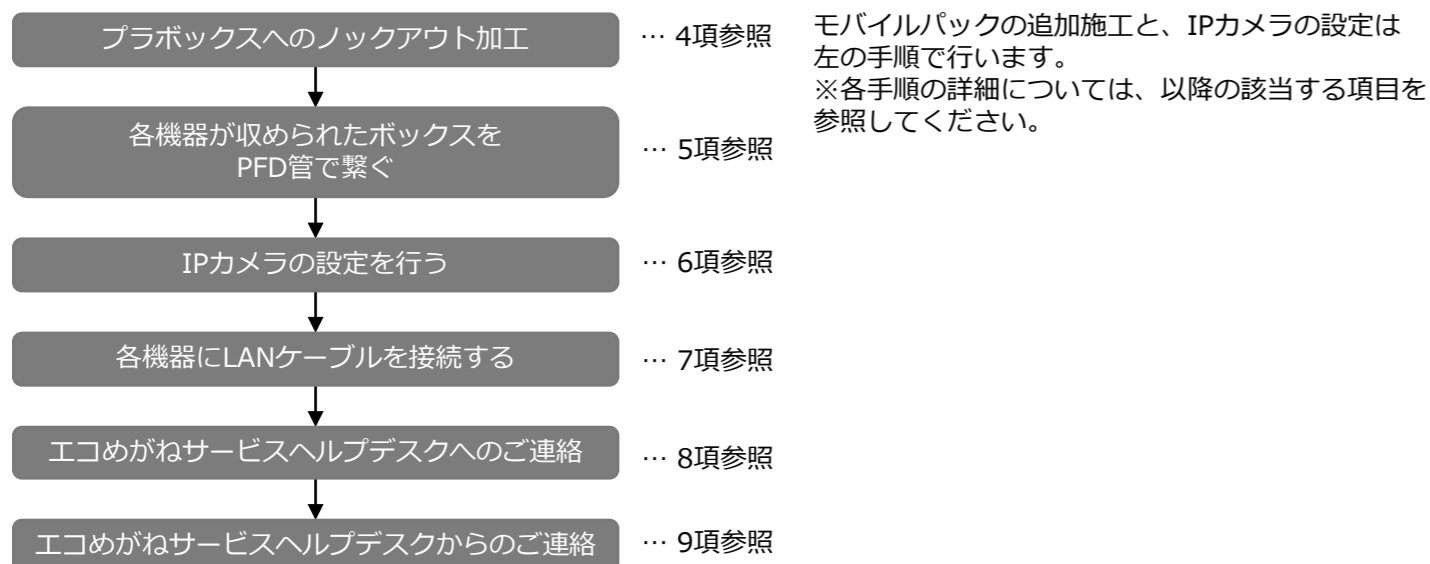 プラボックスへのノックアウト加工
… 4項参照
各機器が収められたボックスを
PFD管で繋ぐ
… 5項参照
IPカメラの設定を行う
… 6項参照
各機器にLANケーブルを接続する
… 7項参照
エコめがねサービスヘルプデスクへのご連絡
… 8項参照
エコめがねサービスヘルプデスクからのご連絡
… 9項参照
モバイルパックの追加施工と、IPカメラの設定は
左の手順で行います。
※各手順の詳細については、以降の該当する項目を
参照してください。